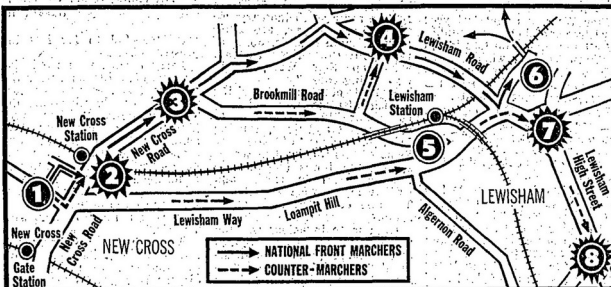 4
Lewisham Road
6
3
Brookmill Road
Lewisham
Station
7
New Cross
Station
New Cross
Road
5
1
2
LEWISHAM
Lewisham
High Street
Lewisham Way
Loampit Hill
Algernon Road
New Cross
Gate
Station
New
Cross Road
NEW CROSS
NATIONAL FRONT MARCHERS
COUNTER-MARCHERS
8